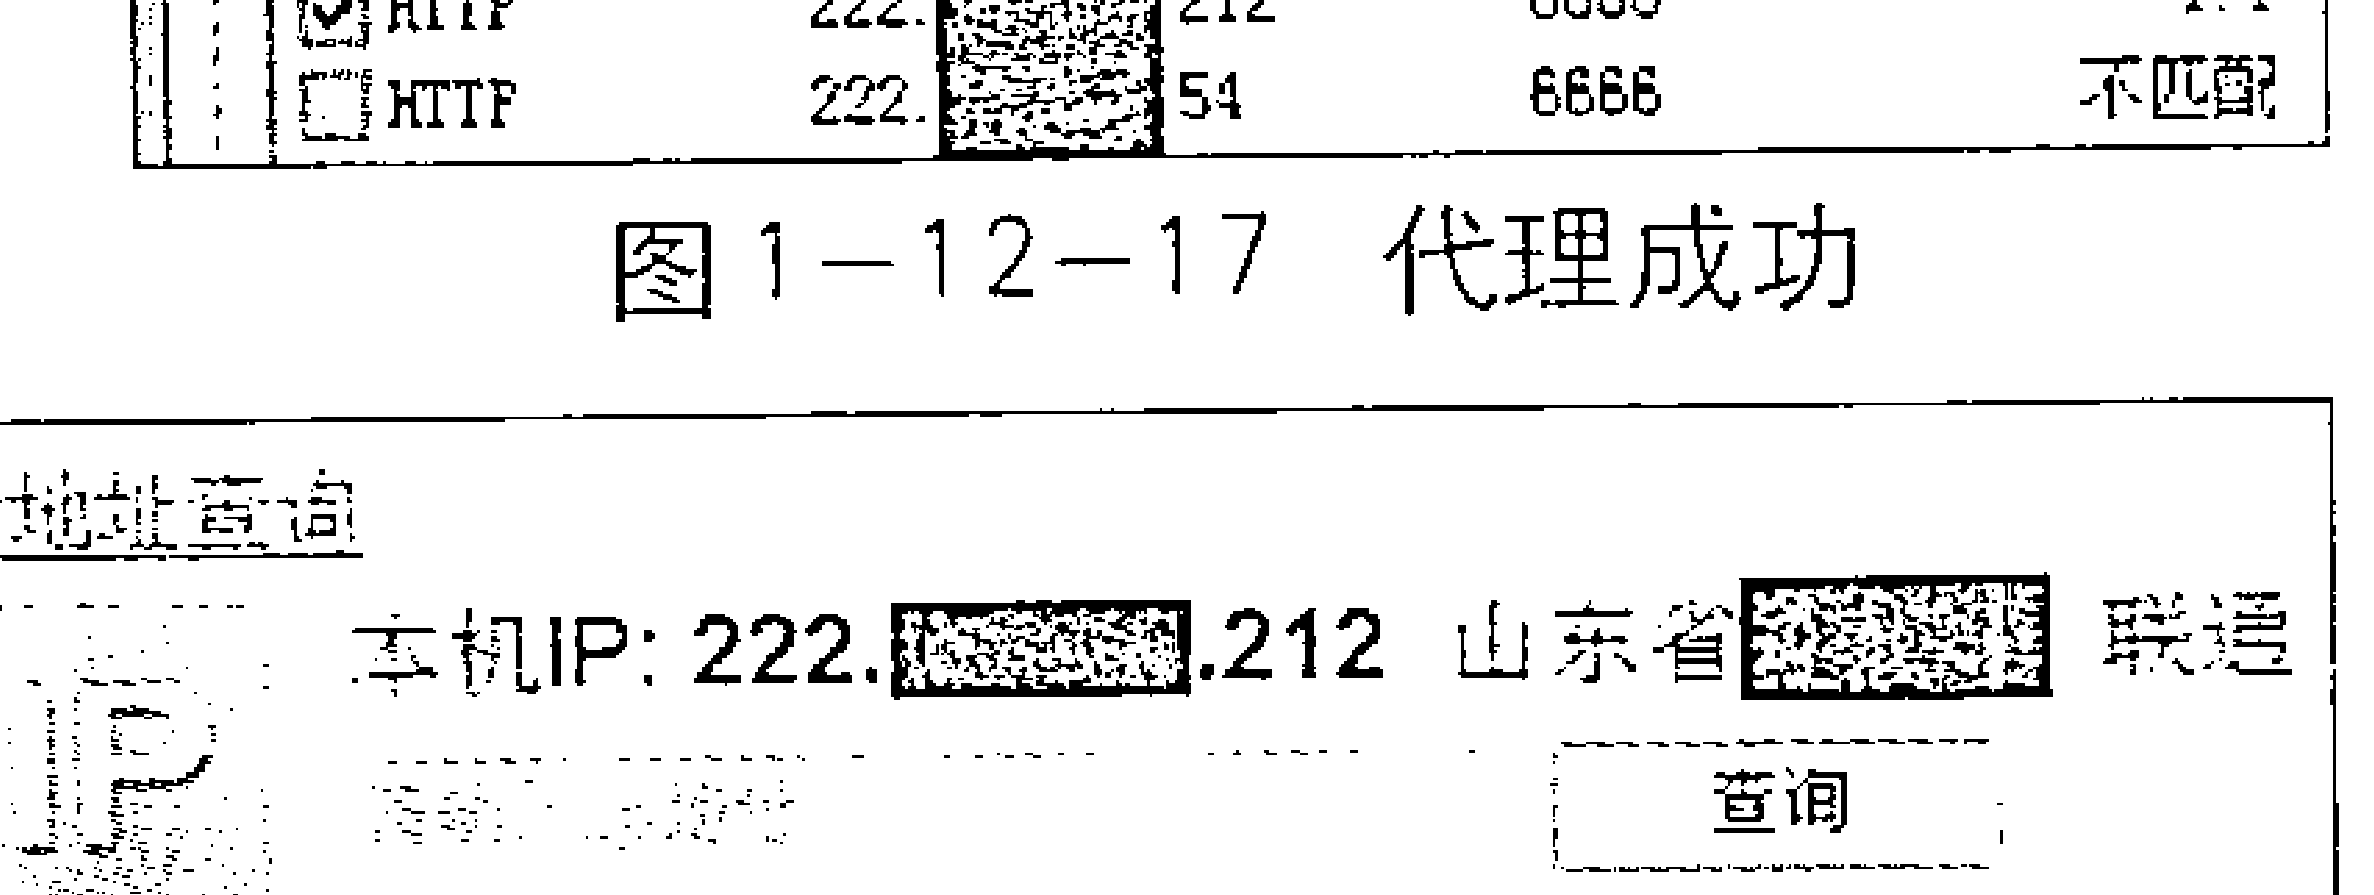 HTTP 222. 212
HTTP 222. 54 6666 不匹配
图1-12-17 代理成功
地址查询
本机IP: 222. .212 山东省 联通
IP
查询